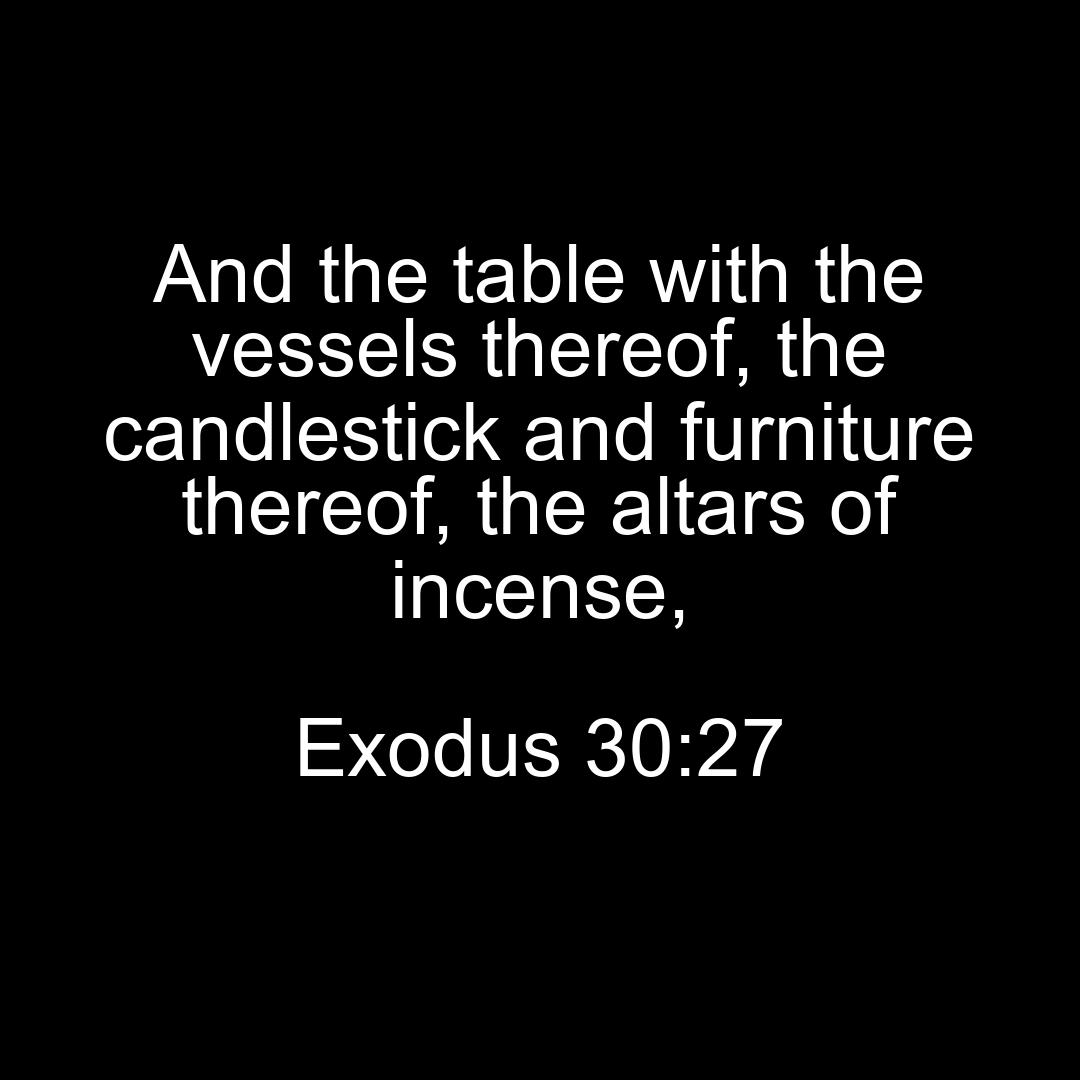 And the table with the
vessels thereof, the
candlestick and furniture
thereof, the altars of
incense,
Exodus 30:27